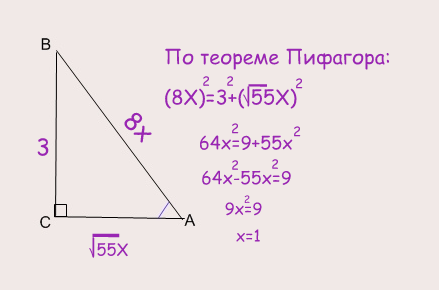 По теореме Пифагора:
B
(8X)²=3²+(√55X)²
8x
64x²=9+55x²
3
64x²-55x²=9
9x²=9
C
A
x=1
√55X